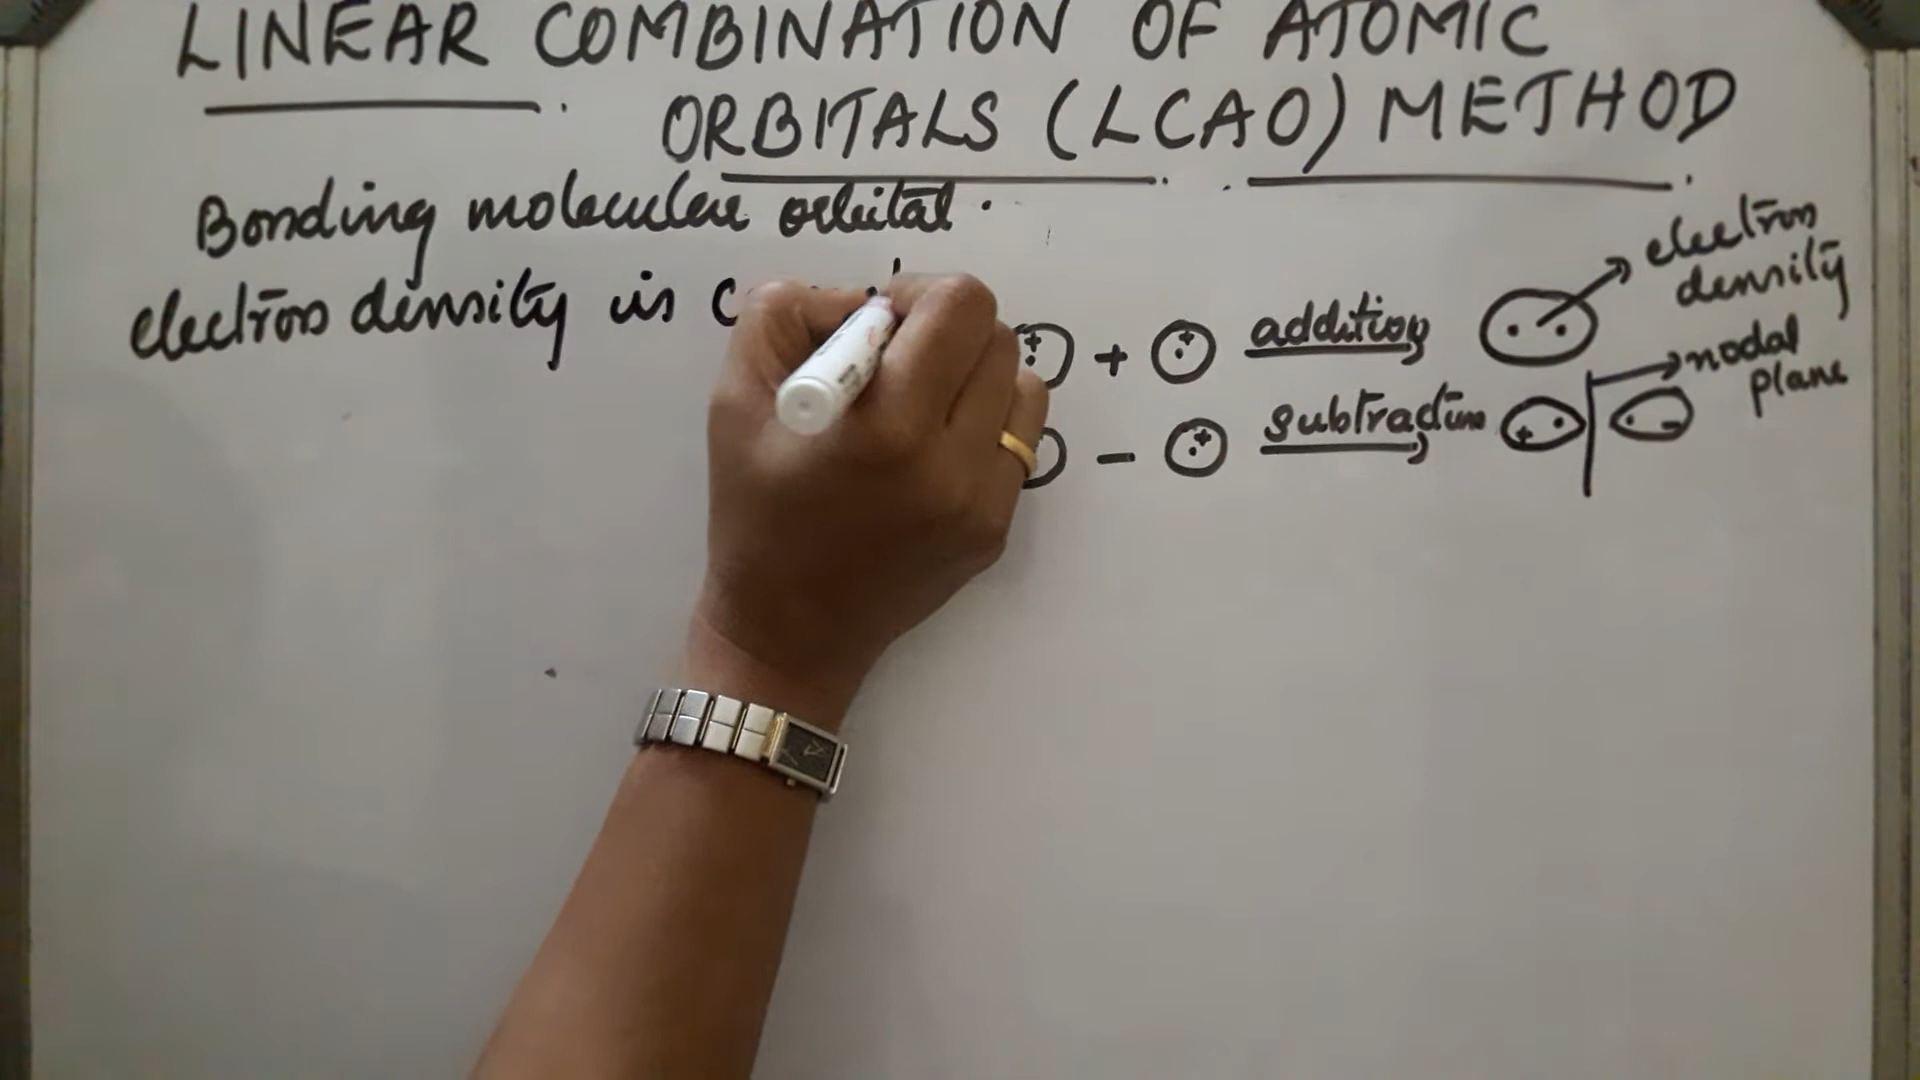 LINEAR COMBINATION OF ATOMIC
ORBITALS (LCAO) METHOD
Bonding molecular orbital.
electron density is
+ + + addition
electron
density
- + subtraction + -
nodal
plane